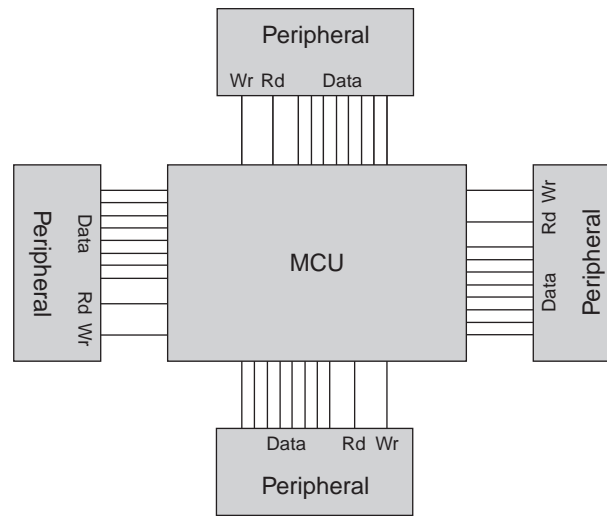 Peripheral
Wr Rd Data
Peripheral
Data
Rd Wr
MCU
Rd Wr
Data
Peripheral
Data Rd Wr
Peripheral